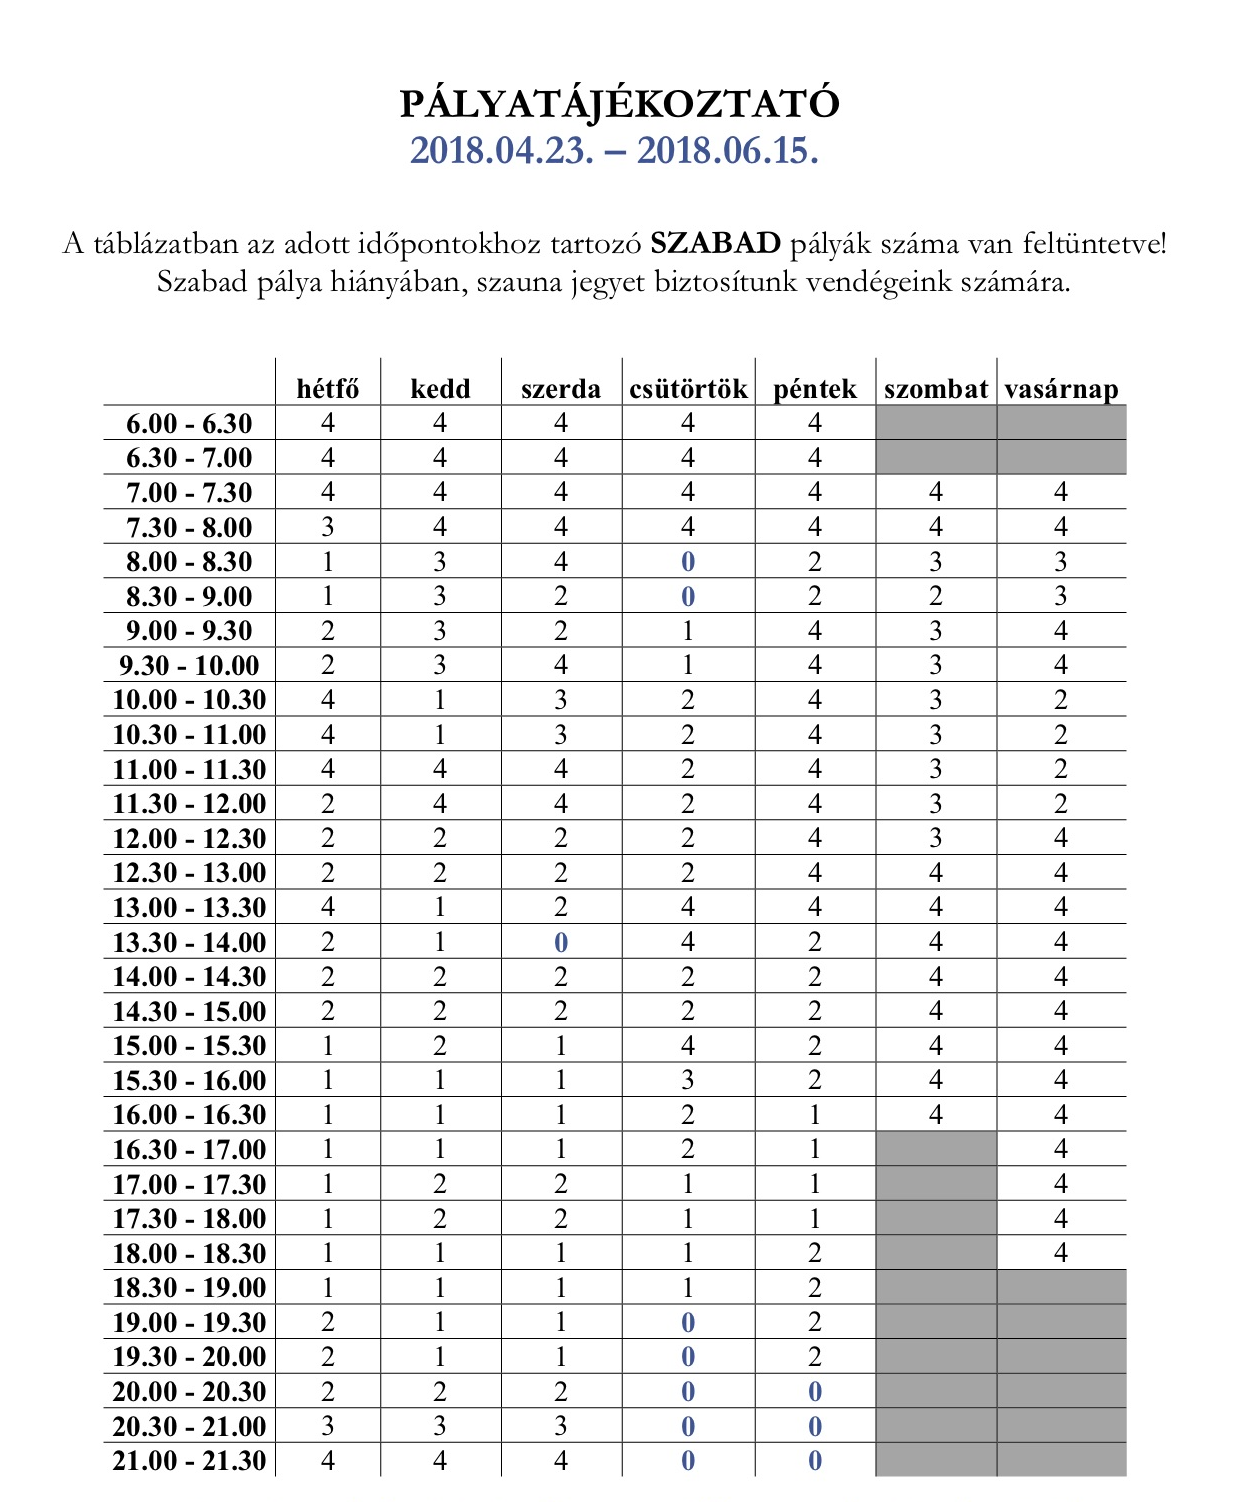 PÁLYATÁJÉKOZTATÓ
2018.04.23. – 2018.06.15.
A táblázatban az adott időpontokhoz tartozó SZABAD pályák száma van feltüntetve!
Szabad pálya hiányában, szauna jegyet biztosítunk vendégeink számára.
hétfő kedd szerda csütörtök péntek szombat vasárnap
6.00 - 6.30 4 4 4 4 4
6.30 - 7.00 4 4 4 4 4
7.00 - 7.30 4 4 4 4 4 4 4
7.30 - 8.00 3 4 4 4 4 4 4
8.00 - 8.30 1 3 4 0 2 3 3
8.30 - 9.00 1 3 2 0 2 2 3
9.00 - 9.30 2 3 2 1 4 3 4
9.30 - 10.00 2 3 4 1 4 3 4
10.00 - 10.30 4 1 3 2 4 3 2
10.30 - 11.00 4 1 3 2 4 3 2
11.00 - 11.30 4 4 4 2 4 3 2
11.30 - 12.00 2 4 4 2 4 3 2
12.00 - 12.30 2 2 2 2 4 3 4
12.30 - 13.00 2 2 2 2 4 4 4
13.00 - 13.30 4 1 2 4 4 4 4
13.30 - 14.00 2 1 0 4 2 4 4
14.00 - 14.30 2 2 2 2 2 4 4
14.30 - 15.00 2 2 2 2 2 4 4
15.00 - 15.30 1 2 1 4 2 4 4
15.30 - 16.00 1 1 1 3 2 4 4
16.00 - 16.30 1 1 1 2 1 4 4
16.30 - 17.00 1 1 1 2 1 4
17.00 - 17.30 1 2 2 1 1 4
17.30 - 18.00 1 2 2 1 1 4
18.00 - 18.30 1 1 1 1 2 4
18.30 - 19.00 1 1 1 1 2
19.00 - 19.30 2 1 1 0 2
19.30 - 20.00 2 1 1 0 2
20.00 - 20.30 2 2 2 0 0
20.30 - 21.00 3 3 3 0 0
21.00 - 21.30 4 4 4 0 0